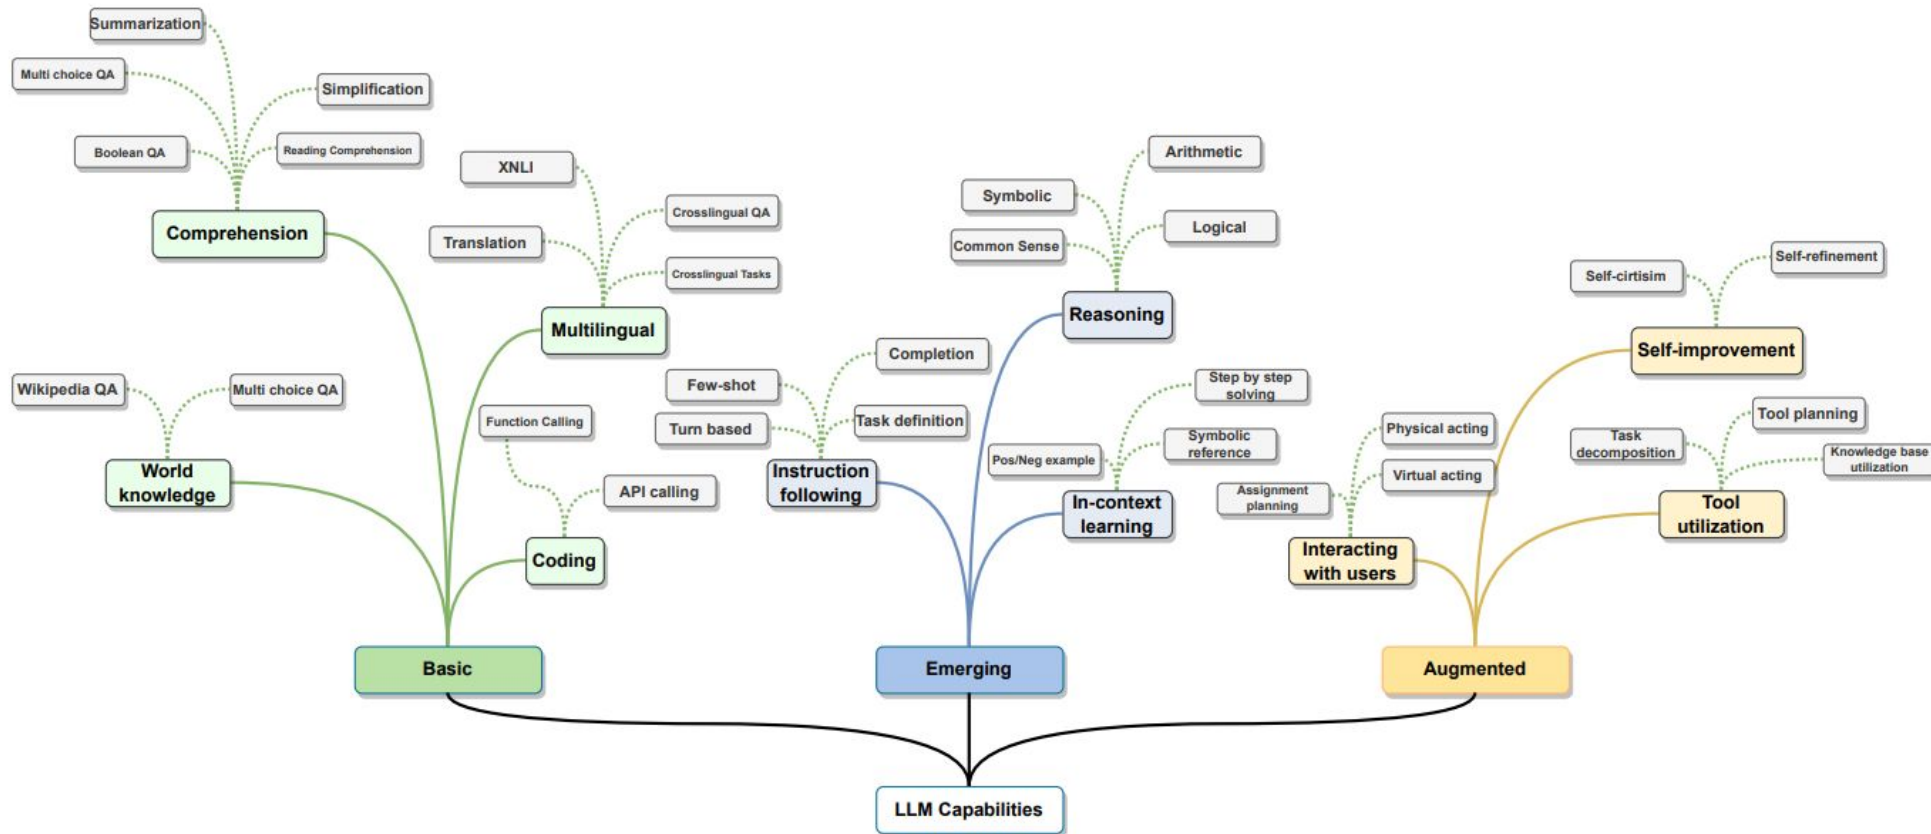 Summarization
Multi choice QA
Simplification
Boolean QA
Reading Comprehension
Comprehension
XNLI
Crosslingual QA
Translation
Crosslingual Tasks
Multilingual
Wikipedia QA
Multi choice QA
World
knowledge
Function Calling
API calling
Coding
Basic
Arithmetic
Symbolic
Logical
Common Sense
Reasoning
Completion
Few-shot
Turn based
Task definition
Instruction
following
Step by step
solving
Symbolic
reference
Pos/Neg example
In-context
learning
Emerging
Self-cirtisim
Self-refinement
Self-improvement
Physical acting
Virtual acting
Assignment
planning
Interacting
with users
Tool planning
Task
decomposition
Knowledge base
utilization
Tool
utilization
Augmented
LLM Capabilities